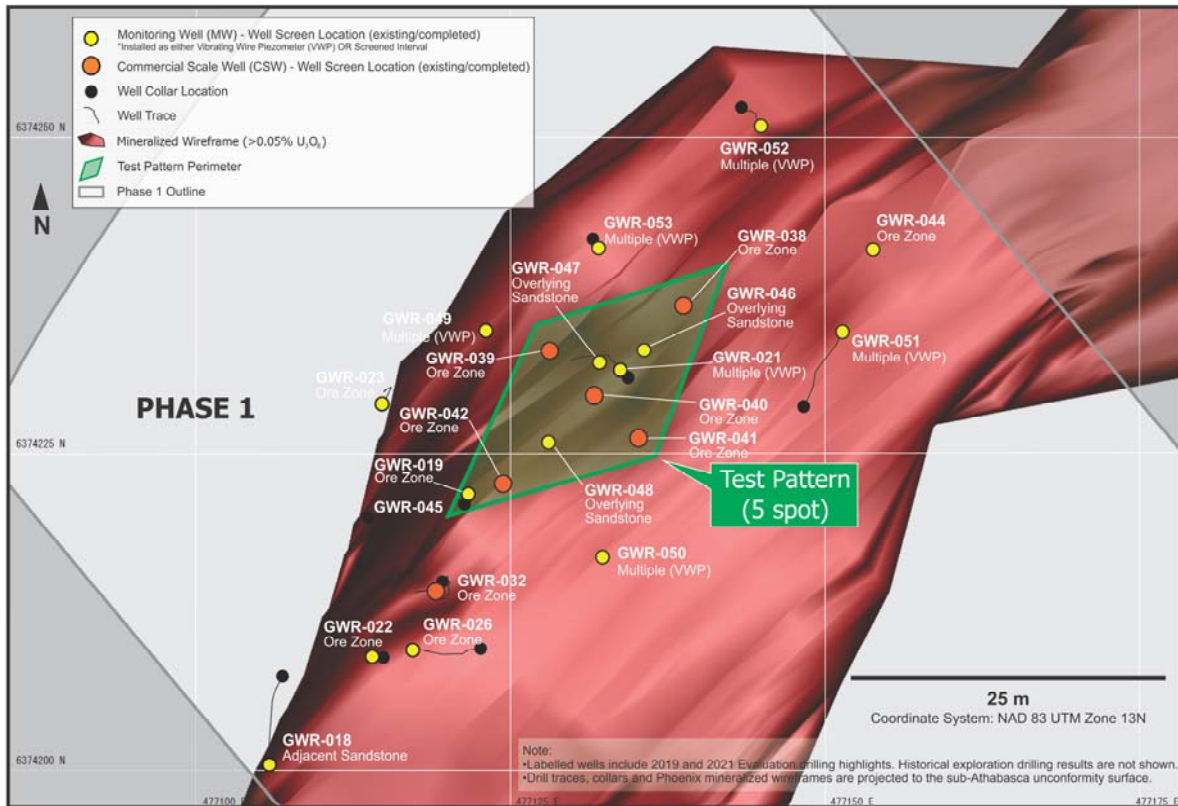 Monitoring Well (MW) - Well Screen Location (existing/completed)
*Installed as either Vibrating Wire Piezometer (VWP) OR Screened Interval
Commercial Scale Well (CSW) - Well Screen Location (existing/completed)
Well Collar Location
Well Trace
Mineralized Wireframe (>0.05% U₃O₈)
Test Pattern Perimeter
Phase 1 Outline
6374250 N
N
GWR-052
Multiple (VWP)
GWR-053
Multiple (VWP)
GWR-038
Ore Zone
GWR-044
Ore Zone
GWR-047
Overlying
Sandstone
GWR-046
Overlying
Sandstone
GWR-049
Multiple (VWP)
GWR-039
Ore Zone
GWR-021
Multiple (VWP)
GWR-051
Multiple (VWP)
GWR-023
Ore Zone
PHASE 1
GWR-042
Ore Zone
GWR-040
Ore Zone
6374225 N
GWR-041
Ore Zone
GWR-019
Ore Zone
GWR-045
GWR-048
Overlying
Sandstone
Test Pattern
(5 spot)
GWR-050
Multiple (VWP)
GWR-032
Ore Zone
GWR-022
Ore Zone
GWR-026
Ore Zone
25 m
Coordinate System: NAD 83 UTM Zone 13N
GWR-018
Adjacent Sandstone
6374200 N
Note:
•Labelled wells include 2019 and 2021 Evaluation drilling highlights. Historical exploration drilling results are not shown.
•Drill traces, collars and Phoenix mineralized wireframes are projected to the sub-Athabasca unconformity surface.
477100 E
477125 E
477150 E
477175 E